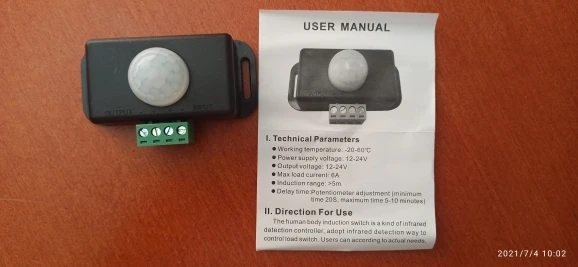 USER MANUAL
OUTPUT
INPUT
I. Technical Parameters
● Working temperature: -20-60℃
● Power supply voltage: 12-24V
● Output voltage: 12-24V
● Max load current: 6A
● Induction range: >5m
● Delay time:Potentiometer adjustment (minimum
time 20S, maximum time 5-10 minutes)
II. Direction For Use
The human body induction switch is a kind of infrared
detection controller, adopt infrared detection way to
control load switch. Users can according to actual needs
2021/7/4 10:02